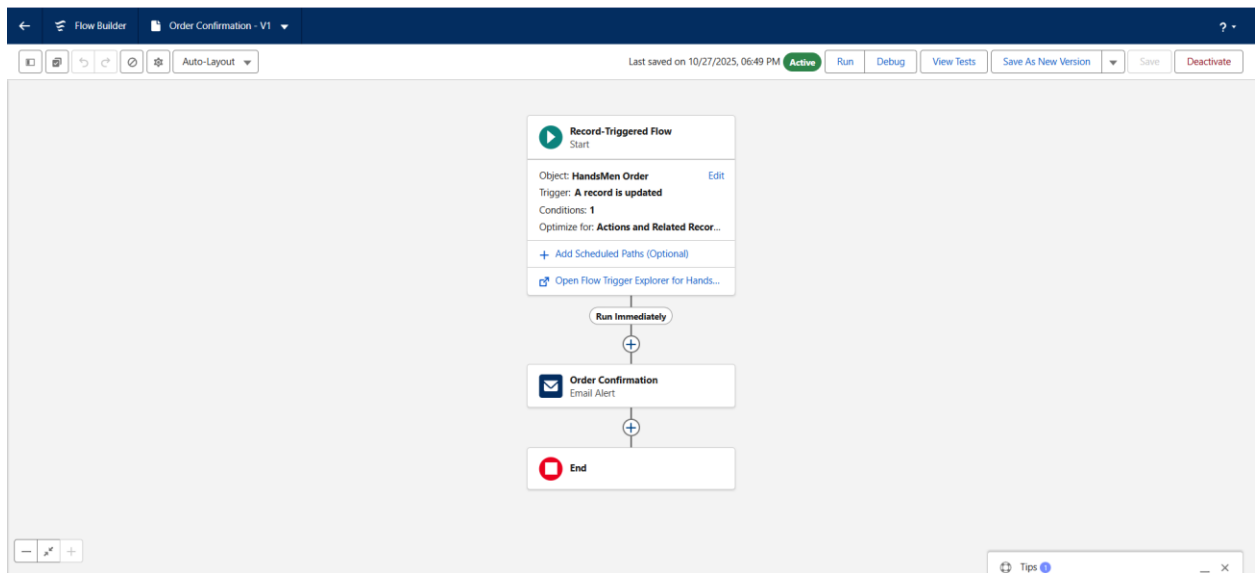 Flow Builder
Order Confirmation - V1
?
Auto-Layout
Last saved on 10/27/2025, 06:49 PM Active Run Debug View Tests Save As New Version Save Deactivate
Record-Triggered Flow
Start
Object: HandsMen Order Edit
Trigger: A record is updated
Conditions: 1
Optimize for: Actions and Related Recor...
+ Add Scheduled Paths (Optional)
Open Flow Trigger Explorer for Hands...
Run Immediately
Order Confirmation
Email Alert
End
Tips 1